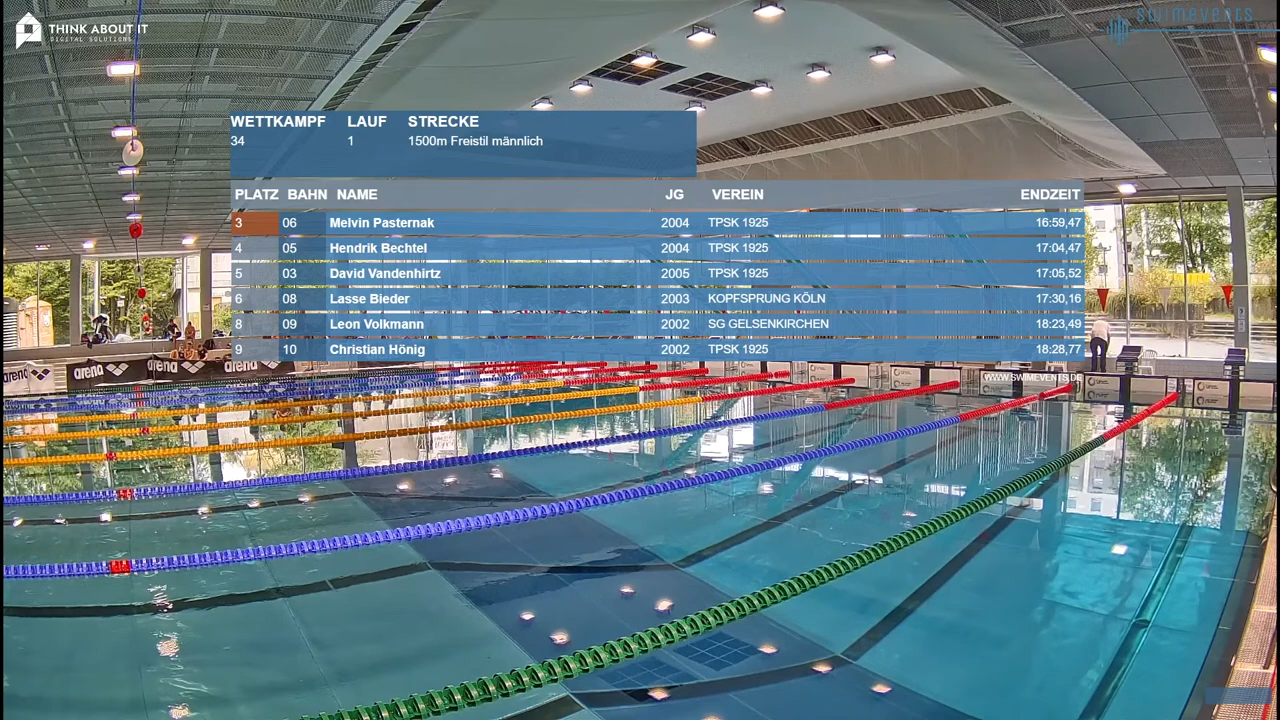 THINK ABOUT IT
DIGITAL SOLUTIONS
swimevents
WETTKAMPF LAUF STRECKE
34 1 1500m Freistil männlich
PLATZ BAHN NAME JG VEREIN ENDZEIT
3 06 Melvin Pasternak 2004 TPSK 1925 16:59,47
4 05 Hendrik Bechtel 2004 TPSK 1925 17:04,47
5 03 David Vandenhirtz 2005 TPSK 1925 17:05,52
6 08 Lasse Bieder 2003 KOPFSPRUNG KÖLN 17:30,16
8 09 Leon Volkmann 2002 SG GELSENKIRCHEN 18:23,49
9 10 Christian Hönig 2002 TPSK 1925 18:28,77
arena arena arena arena
WWW.SWIMEVENTS.DE